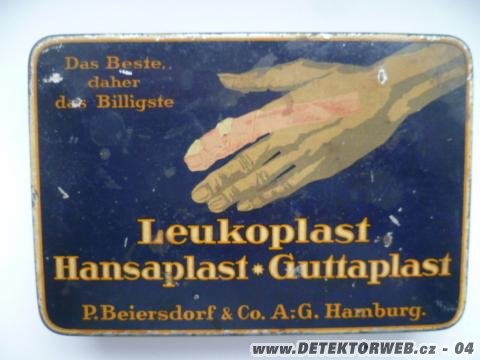 Das Beste,
daher
das Billigste
Leukoplast
Hansaplast * Guttaplast
P. Beiersdorf & Co. A:G. Hamburg.
www.DETEKTORWEB.cz - 04